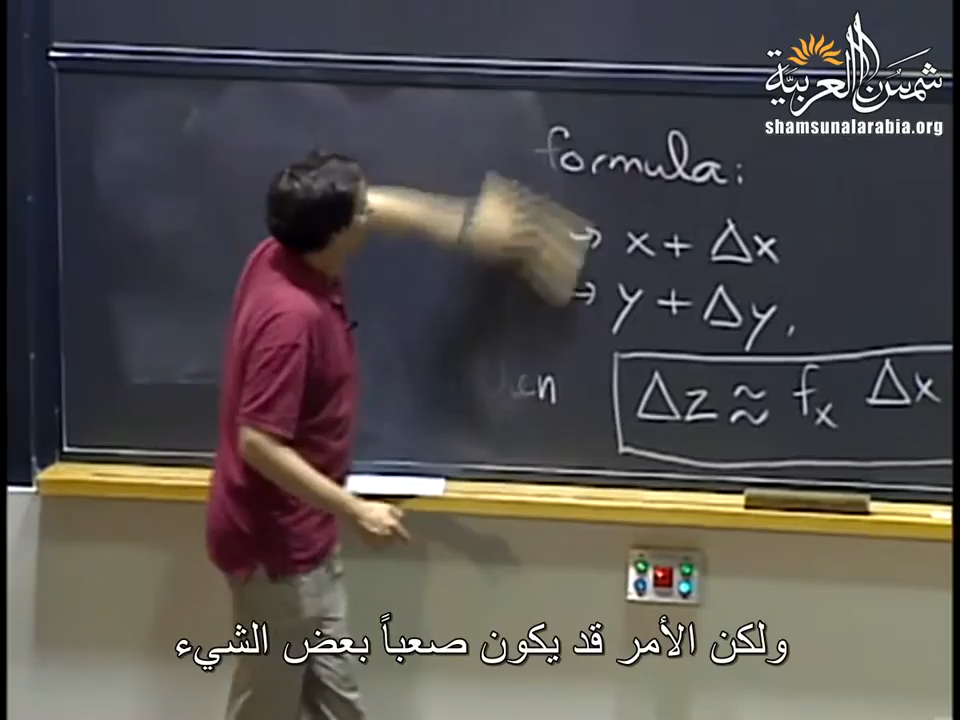 شمس العربية
shamsunalarabia.org
formula:
→ x + Δx
→ y + Δy,
Δz ≈ fx Δx
ولكن الأمر قد يكون صعباً بعض الشيء